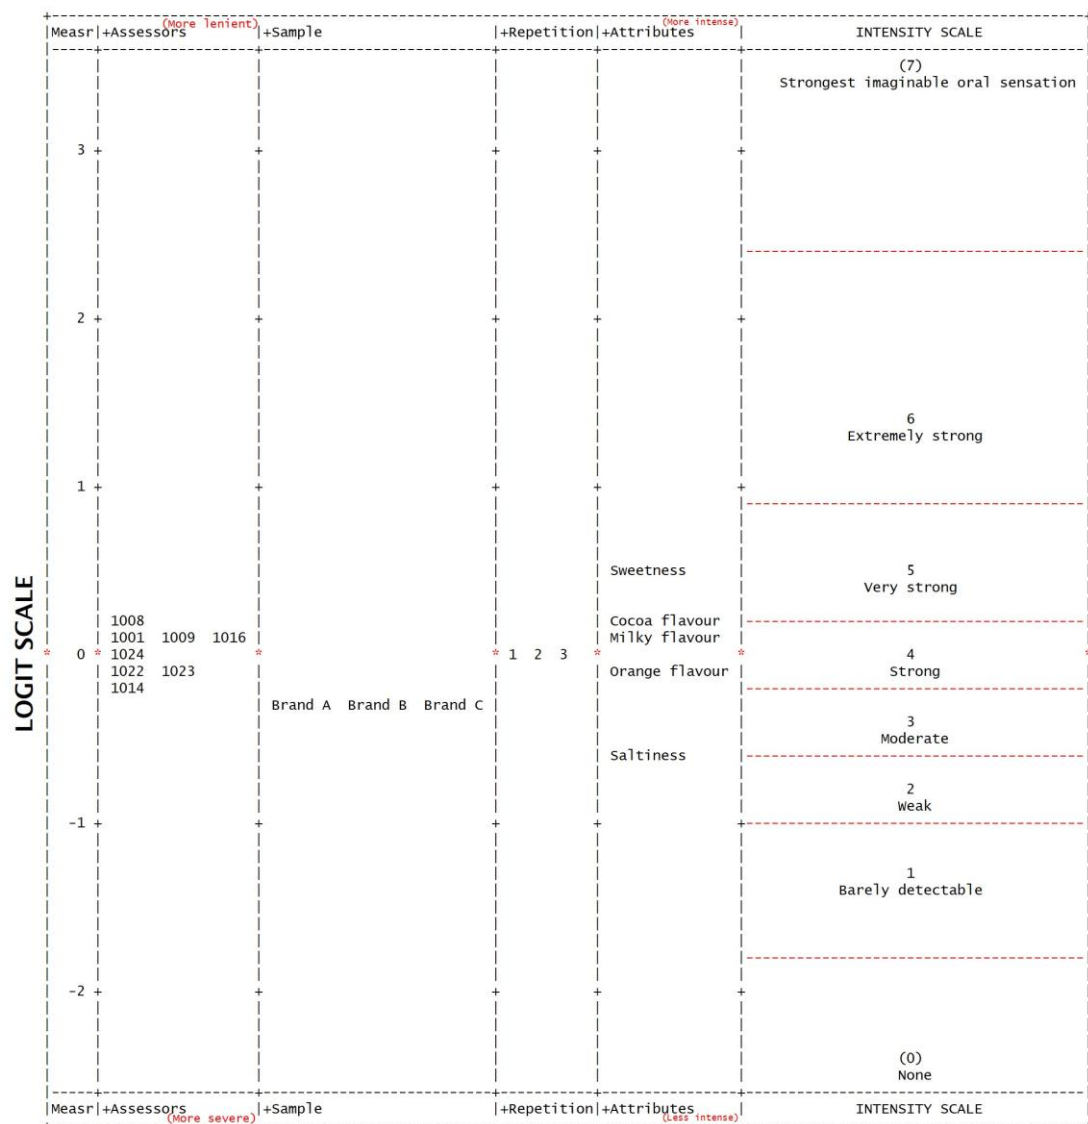 (More lenient) (More intense)
Measr|+Assessors |+Sample |+Repetition|+Attributes | INTENSITY SCALE
(7)
Strongest imaginable oral sensation
3
2
6
Extremely strong
1
Sweetness 5
Very strong
1008 Cocoa flavour
1001 1009 1016 Milky flavour
* 0 * 1024 * * 1 2 3 * * 4 *
1022 1023 Orange flavour Strong
1014
Brand A Brand B Brand C
3
Moderate
Saltiness
2
Weak
-1
1
Barely detectable
-2
(0)
None
Measr|+Assessors |+Sample |+Repetition|+Attributes | INTENSITY SCALE
(More severe) (Less intense)
LOGIT SCALE